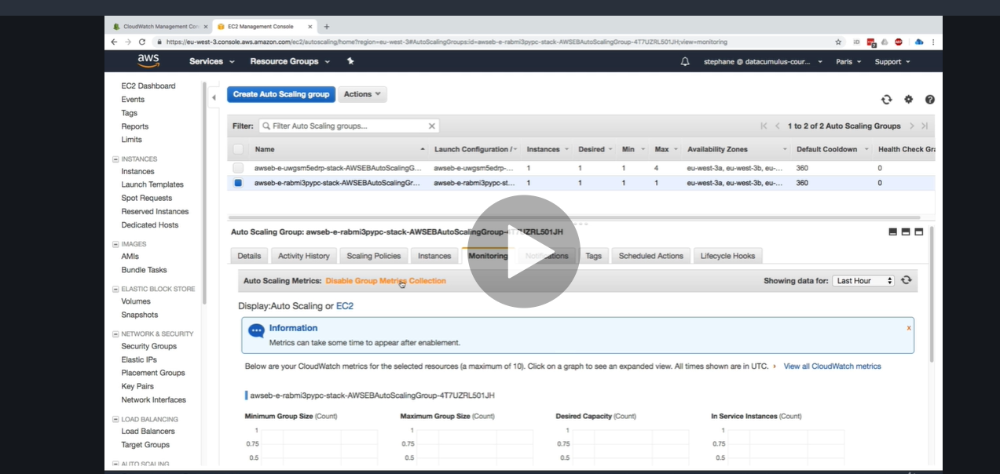 CloudWatch Management Con
EC2 Management Console
https://eu-west-3.console.aws.amazon.com/ec2/autoscaling/home?region=eu-west-3#AutoScalingGroups:id=awseb-e-rabmi3pypc-stack-AWSEBAutoScalingGroup-4T7UZRL501JH;view=monitoring
aws Services Resource Groups stephane @ datacumulus-cour... Paris Support
EC2 Dashboard
Events
Tags
Reports
Limits
INSTANCES
Instances
Launch Templates
Spot Requests
Reserved Instances
Dedicated Hosts
IMAGES
AMIs
Bundle Tasks
ELASTIC BLOCK STORE
Volumes
Snapshots
NETWORK & SECURITY
Security Groups
Elastic IPs
Placement Groups
Key Pairs
Network Interfaces
LOAD BALANCING
Load Balancers
Target Groups
AUTO SCALING
Create Auto Scaling group Actions
Filter: Filter Auto Scaling groups... 1 to 2 of 2 Auto Scaling Groups
Name Launch Configuration / Instances Desired Min Max Availability Zones Default Cooldown Health Check Gra
awseb-e-uwgsm5edrp-stack-AWSEBAutoScalingG... awseb-e-uwgsm5edrp-... 1 1 1 4 eu-west-3a, eu-west-3b, eu-... 360 0
awseb-e-rabmi3pypc-stack-AWSEBAutoScalingGr... awseb-e-rabmi3pypc-st... 1 1 1 1 eu-west-3a, eu-west-3b, eu-... 360 0
Auto Scaling Group: awseb-e-rabmi3pypc-stack-AWSEBAutoScalingGroup-4T7UZRL501JH
Details Activity History Scaling Policies Instances Monitoring Notifications Tags Scheduled Actions Lifecycle Hooks
Auto Scaling Metrics: Disable Group Metrics Collection Showing data for: Last Hour
Display:Auto Scaling or EC2
Information
Metrics can take some time to appear after enablement.
Below are your CloudWatch metrics for the selected resources (a maximum of 10). Click on a graph to see an expanded view. All times shown are in UTC. View all CloudWatch metrics
awseb-e-rabmi3pypc-stack-AWSEBAutoScalingGroup-4T7UZRL501JH
Minimum Group Size (Count) Maximum Group Size (Count) Desired Capacity (Count) In Service Instances (Count)
1 1 1 1
0.75 0.75 0.75 0.75
0.5 0.5 0.5 0.5